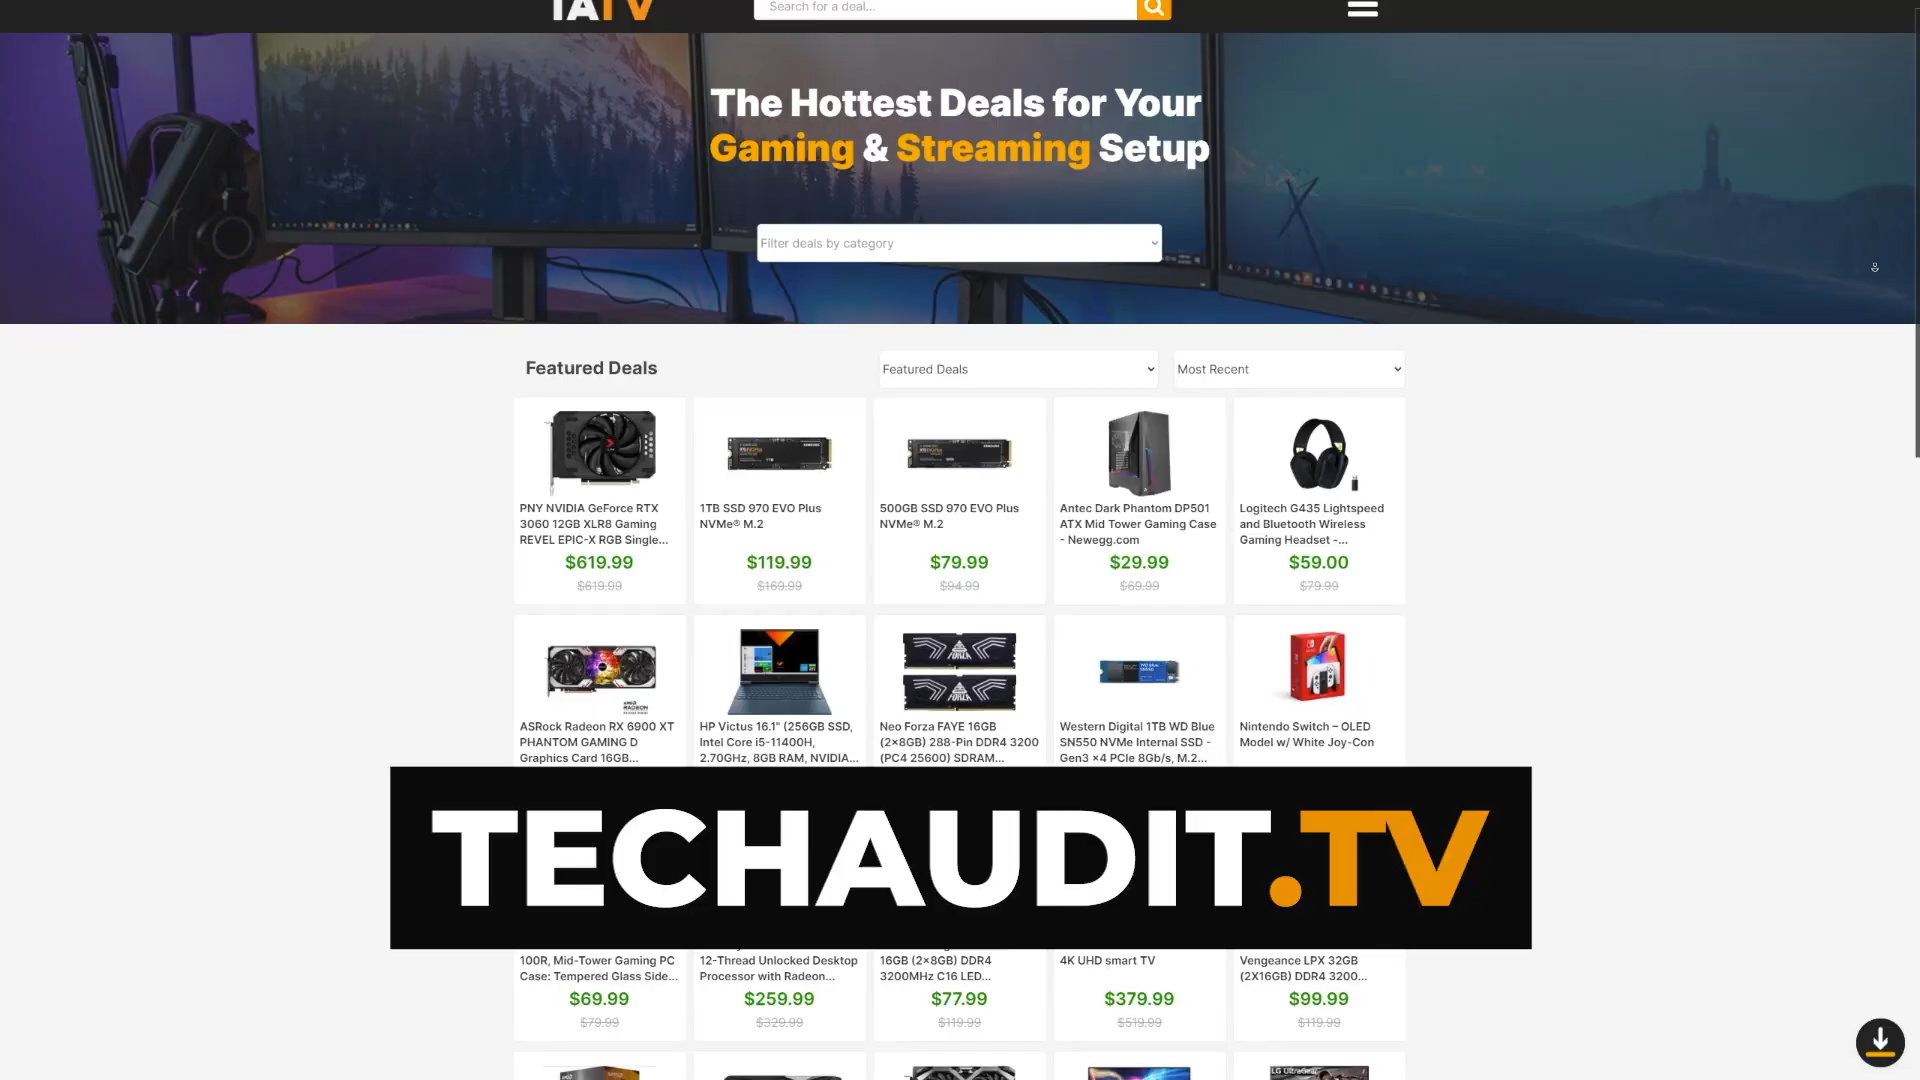 TATV
Search for a deal...
The Hottest Deals for Your
Gaming & Streaming Setup
Filter deals by category
Featured Deals
Featured Deals
Most Recent
PNY NVIDIA GeForce RTX
3060 12GB XLR8 Gaming
REVEL EPIC-X RGB Single...
$619.99
$619.99
1TB SSD 970 EVO Plus
NVMe® M.2
$119.99
$169.99
500GB SSD 970 EVO Plus
NVMe® M.2
$79.99
$94.99
Antec Dark Phantom DP501
ATX Mid Tower Gaming Case
- Newegg.com
$29.99
$69.99
Logitech G435 Lightspeed
and Bluetooth Wireless
Gaming Headset -...
$59.00
$79.99
ASRock Radeon RX 6900 XT
PHANTOM GAMING D
Graphics Card 16GB...
HP Victus 16.1" (256GB SSD,
Intel Core i5-11400H,
2.70GHz, 8GB RAM, NVIDIA...
Neo Forza FAYE 16GB
(2×8GB) 288-Pin DDR4 3200
(PC4 25600) SDRAM...
Western Digital 1TB WD Blue
SN550 NVMe Internal SSD -
Gen3 ×4 PCIe 8Gb/s, M.2...
Nintendo Switch – OLED
Model w/ White Joy-Con
TECHAUDIT.TV
100R, Mid-Tower Gaming PC
Case: Tempered Glass Side...
$69.99
$79.99
12-Thread Unlocked Desktop
Processor with Radeon...
$259.99
$329.99
16GB (2×8GB) DDR4
3200MHz C16 LED...
$77.99
$119.99
4K UHD smart TV
$379.99
$519.99
Vengeance LPX 32GB
(2X16GB) DDR4 3200...
$99.99
$119.99
LG UltraGear